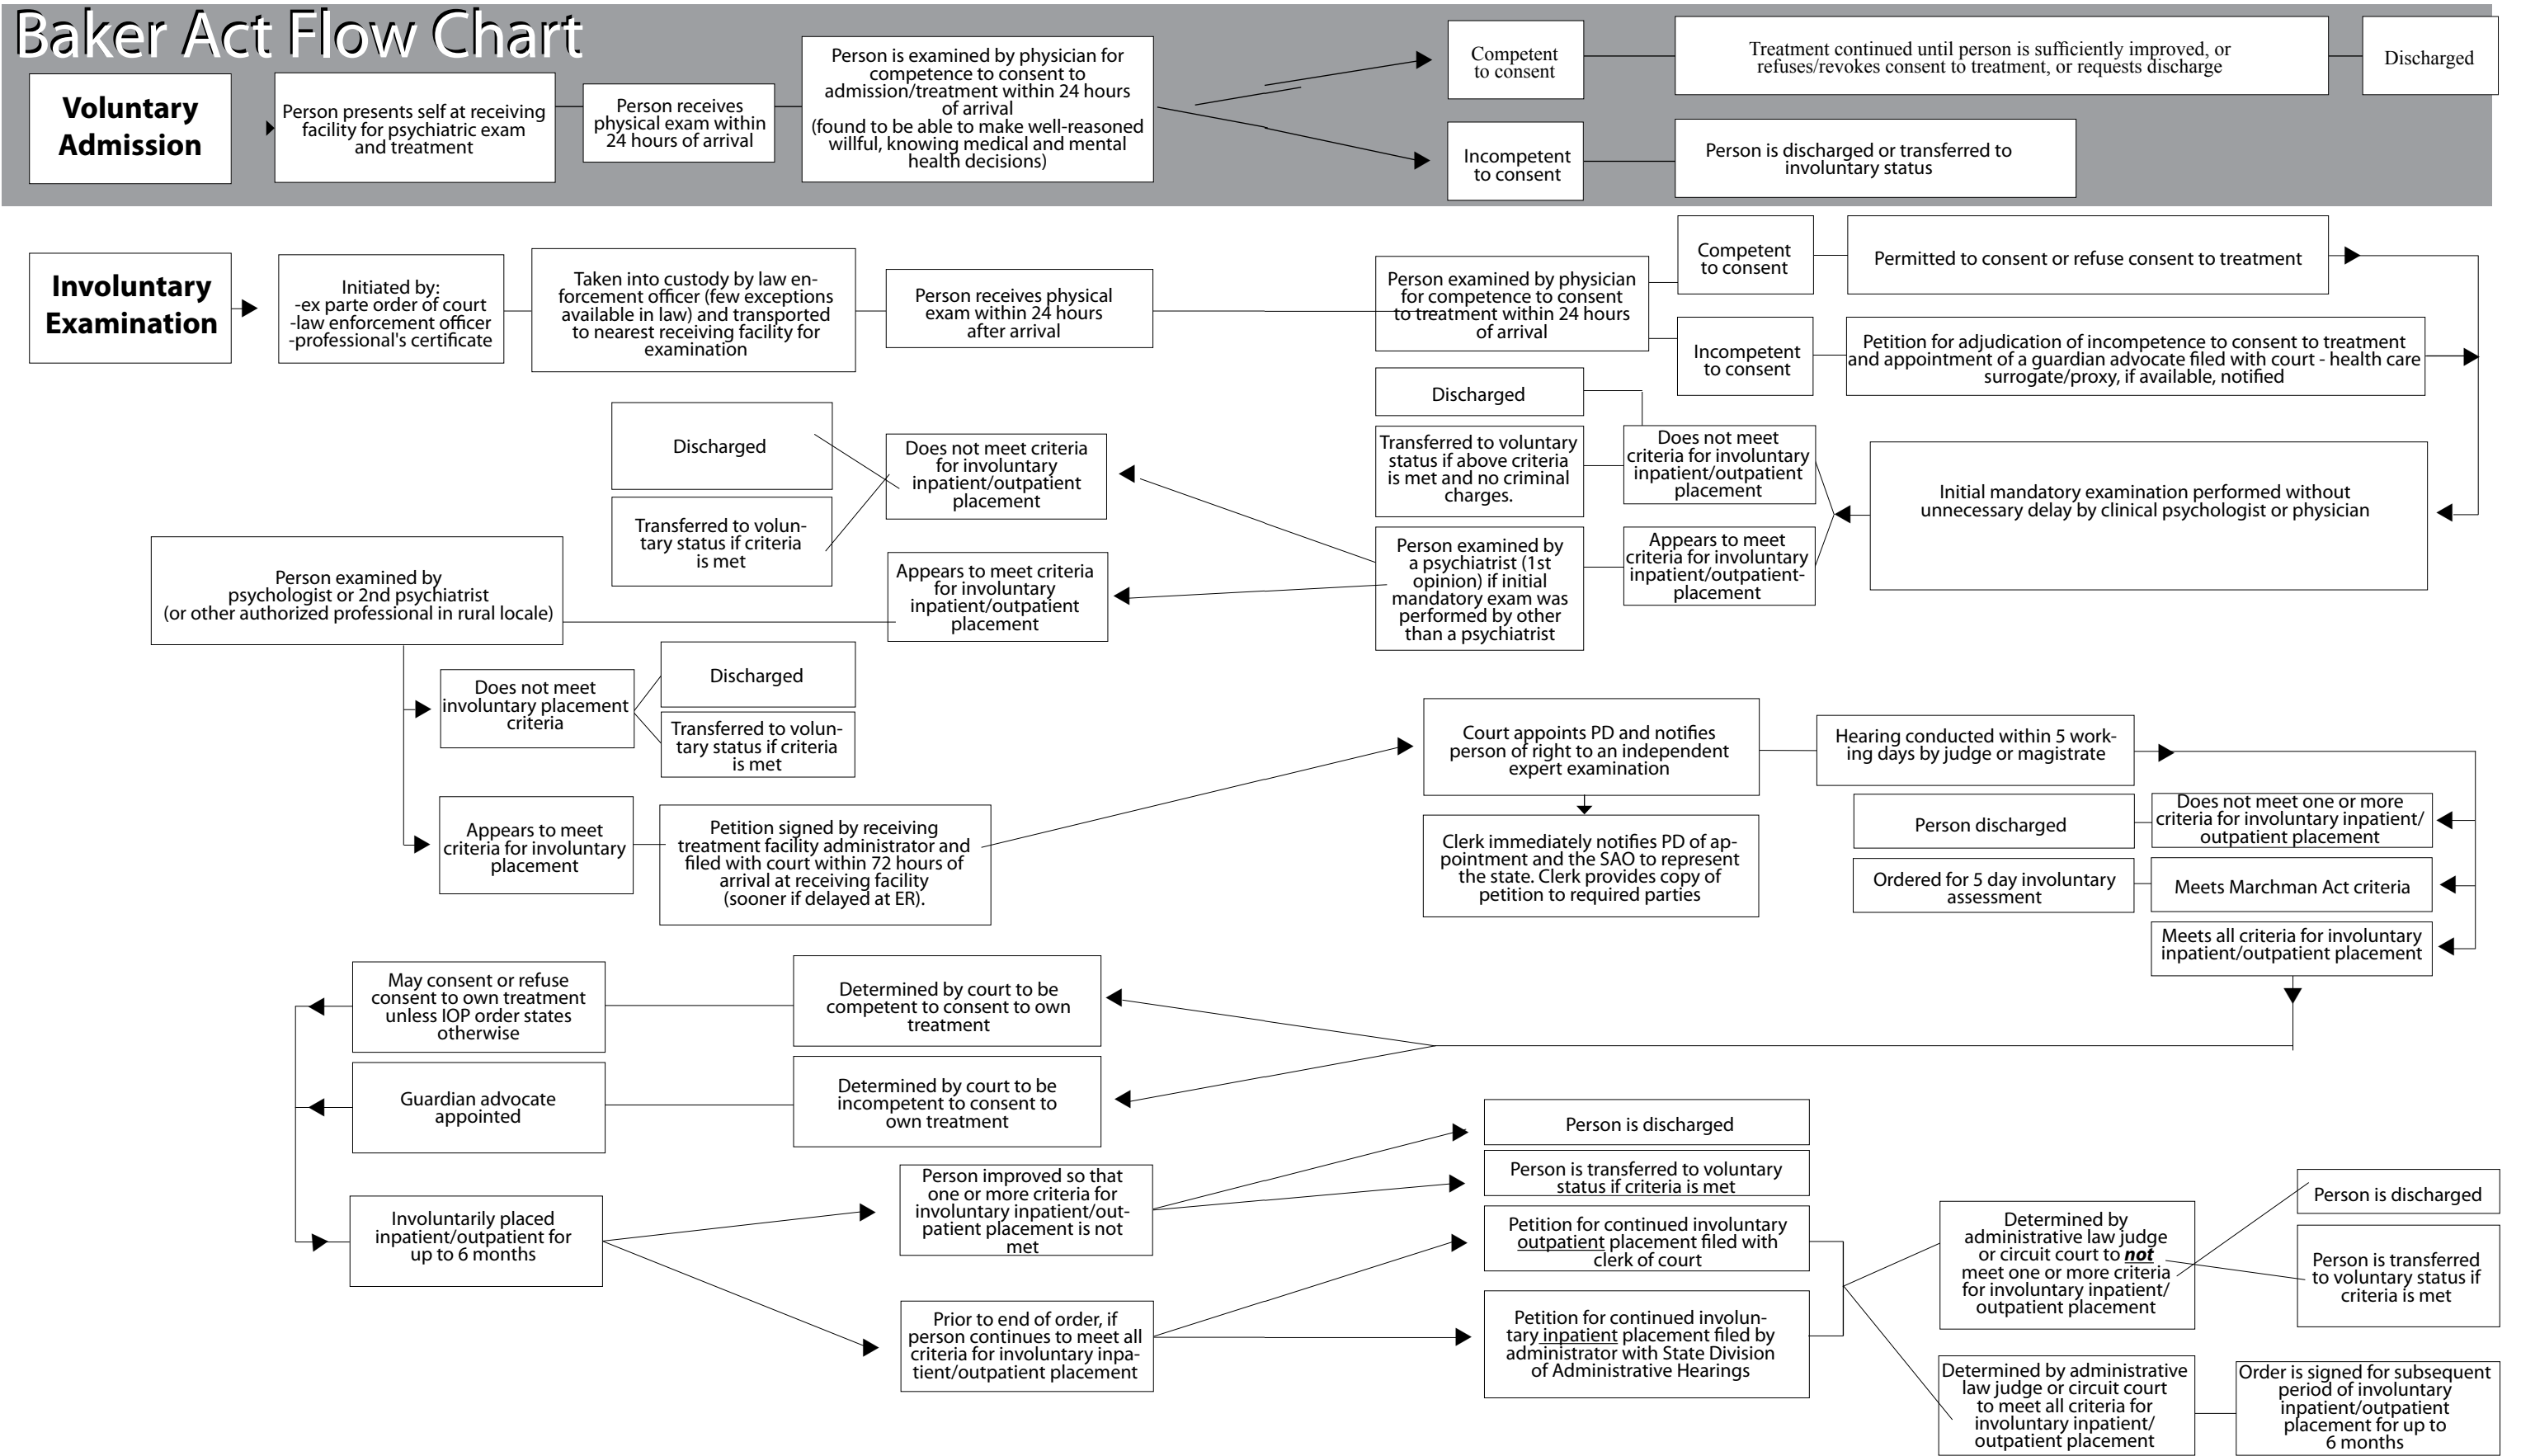 Baker Act Flow Chart
Voluntary
Admission
Person presents self at receiving
facility for psychiatric exam
and treatment
Person receives
physical exam within
24 hours of arrival
Person is examined by physician for
competence to consent to
admission/treatment within 24 hours
of arrival
(found to be able to make well-reasoned
willful, knowing medical and mental
health decisions)
Competent
to consent
Treatment continued until person is sufficiently improved, or
refuses/revokes consent to treatment, or requests discharge
Discharged
Incompetent
to consent
Person is discharged or transferred to
involuntary status
Involuntary
Examination
Initiated by:
-ex parte order of court
-law enforcement officer
-professional's certificate
Taken into custody by law en-
forcement officer (few exceptions
available in law) and transported
to nearest receiving facility for
examination
Person receives physical
exam within 24 hours
after arrival
Person examined by physician
for competence to consent
to treatment within 24 hours
of arrival
Competent
to consent
Permitted to consent or refuse consent to treatment
Incompetent
to consent
Petition for adjudication of incompetence to consent to treatment
and appointment of a guardian advocate filed with court - health care
surrogate/proxy, if available, notified
Initial mandatory examination performed without
unnecessary delay by clinical psychologist or physician
Does not meet
criteria for involuntary
inpatient/outpatient
placement
Discharged
Transferred to voluntary
status if above criteria
is met and no criminal
charges.
Appears to meet
criteria for involuntary
inpatient/outpatient-
placement
Person examined by
a psychiatrist (1st
opinion) if initial
mandatory exam was
performed by other
than a psychiatrist
Does not meet criteria
for involuntary
inpatient/outpatient
placement
Discharged
Transferred to volun-
tary status if criteria
is met
Appears to meet criteria
for involuntary
inpatient/outpatient
placement
Person examined by
psychologist or 2nd psychiatrist
(or other authorized professional in rural locale)
Does not meet
involuntary placement
criteria
Discharged
Transferred to volun-
tary status if criteria
is met
Appears to meet
criteria for involuntary
placement
Petition signed by receiving
treatment facility administrator and
filed with court within 72 hours of
arrival at receiving facility
(sooner if delayed at ER).
Court appoints PD and notifies
person of right to an independent
expert examination
Clerk immediately notifies PD of ap-
pointment and the SAO to represent
the state. Clerk provides copy of
petition to required parties
Hearing conducted within 5 work-
ing days by judge or magistrate
Does not meet one or more
criteria for involuntary inpatient/
outpatient placement
Person discharged
Meets Marchman Act criteria
Ordered for 5 day involuntary
assessment
Meets all criteria for involuntary
inpatient/outpatient placement
Determined by court to be
competent to consent to own
treatment
May consent or refuse
consent to own treatment
unless IOP order states
otherwise
Determined by court to be
incompetent to consent to
own treatment
Guardian advocate
appointed
Involuntarily placed
inpatient/outpatient for
up to 6 months
Person improved so that
one or more criteria for
involuntary inpatient/out-
patient placement is not
met
Person is discharged
Person is transferred to voluntary
status if criteria is met
Prior to end of order, if
person continues to meet all
criteria for involuntary inpa-
tient/outpatient placement
Petition for continued involuntary
outpatient placement filed with
clerk of court
Petition for continued involun-
tary inpatient placement filed by
administrator with State Division
of Administrative Hearings
Determined by
administrative law judge
or circuit court to not
meet one or more criteria
for involuntary inpatient/
outpatient placement
Person is discharged
Person is transferred
to voluntary status if
criteria is met
Determined by administrative
law judge or circuit court
to meet all criteria for
involuntary inpatient/
outpatient placement
Order is signed for subsequent
period of involuntary
inpatient/outpatient
placement for up to
6 months